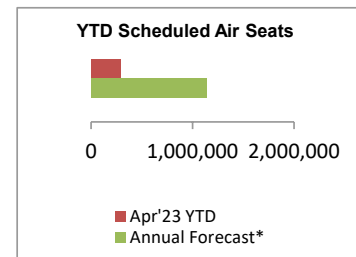 YTD Scheduled Air Seats
0 1,000,000 2,000,000
Apr'23 YTD
Annual Forecast*